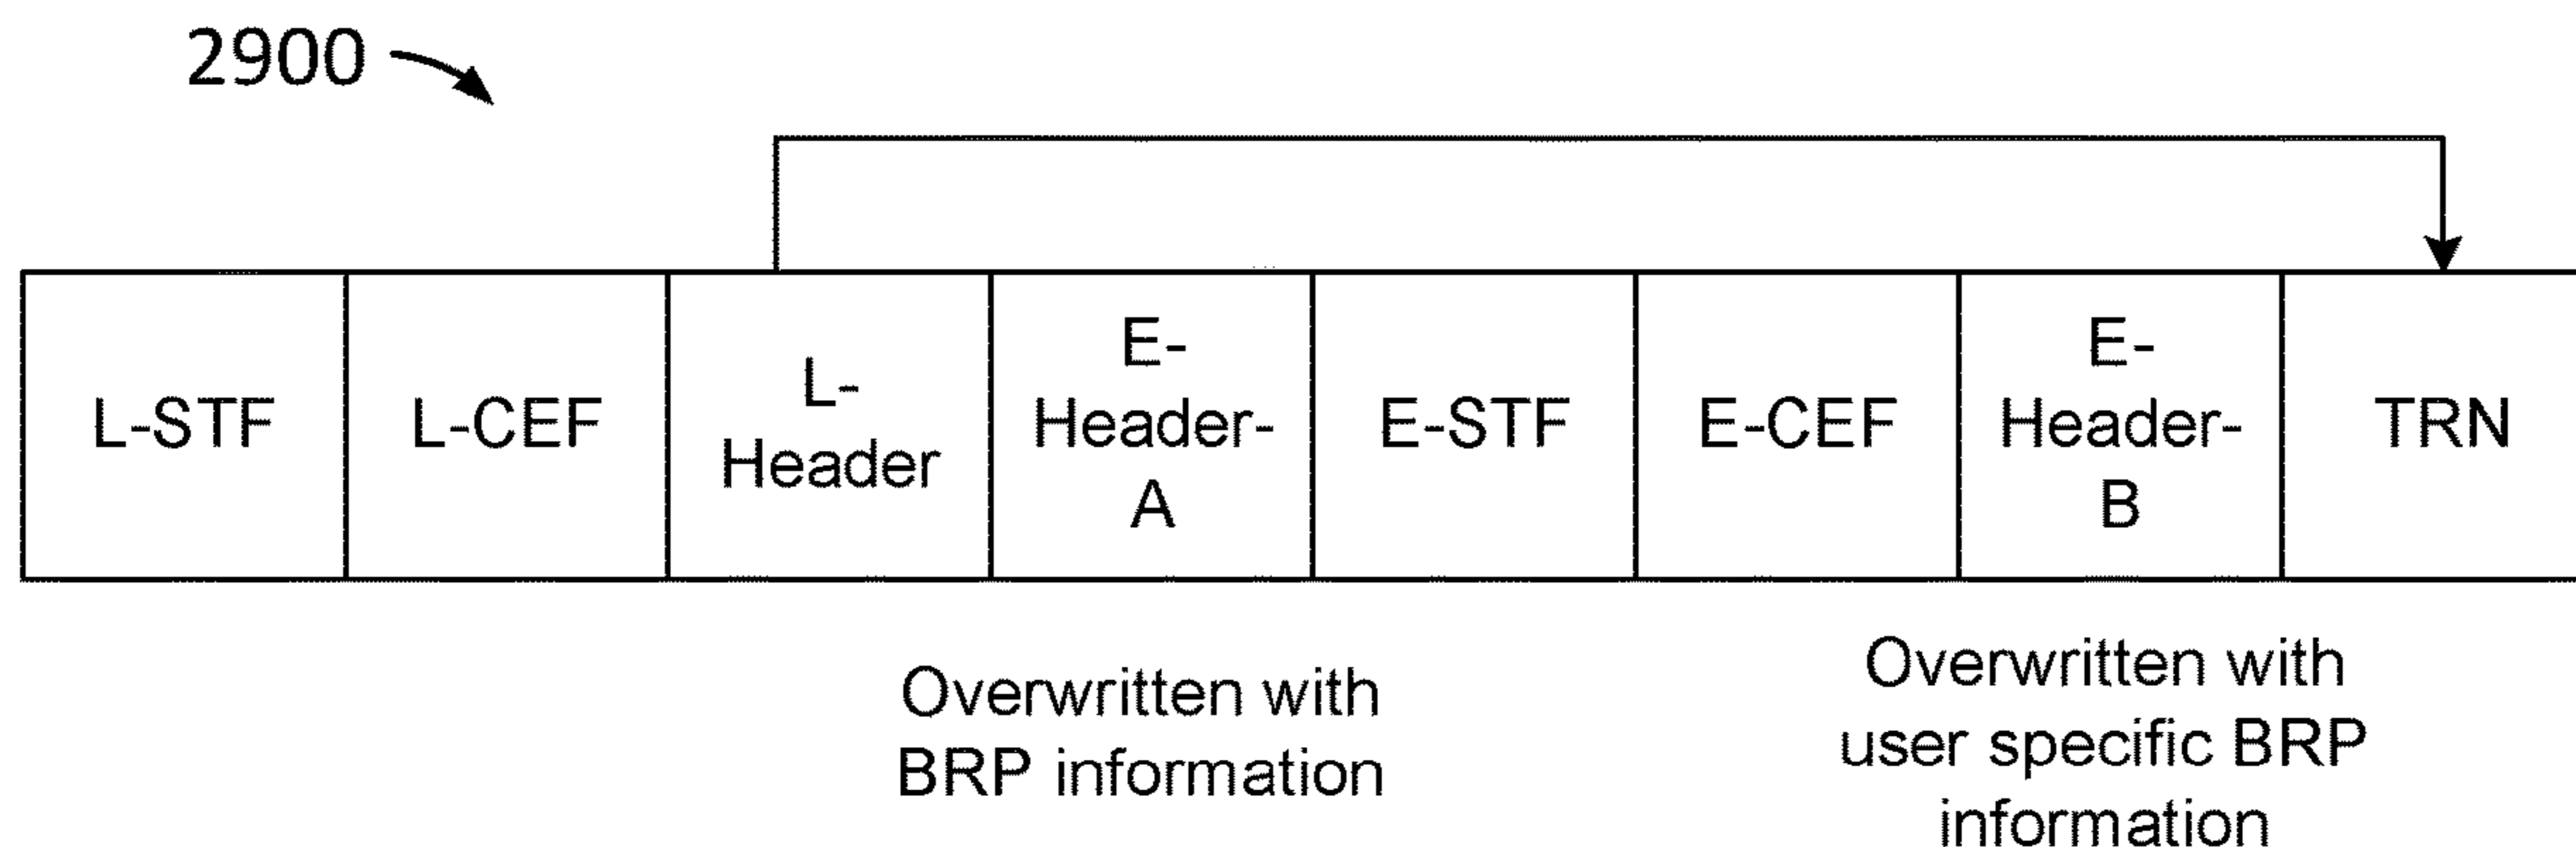 2900
L-STF
L-CEF
L-
Header
E-
Header-
A
E-STF
E-CEF
E-
Header-
B
TRN
Overwritten with
BRP information
Overwritten with
user specific BRP
information